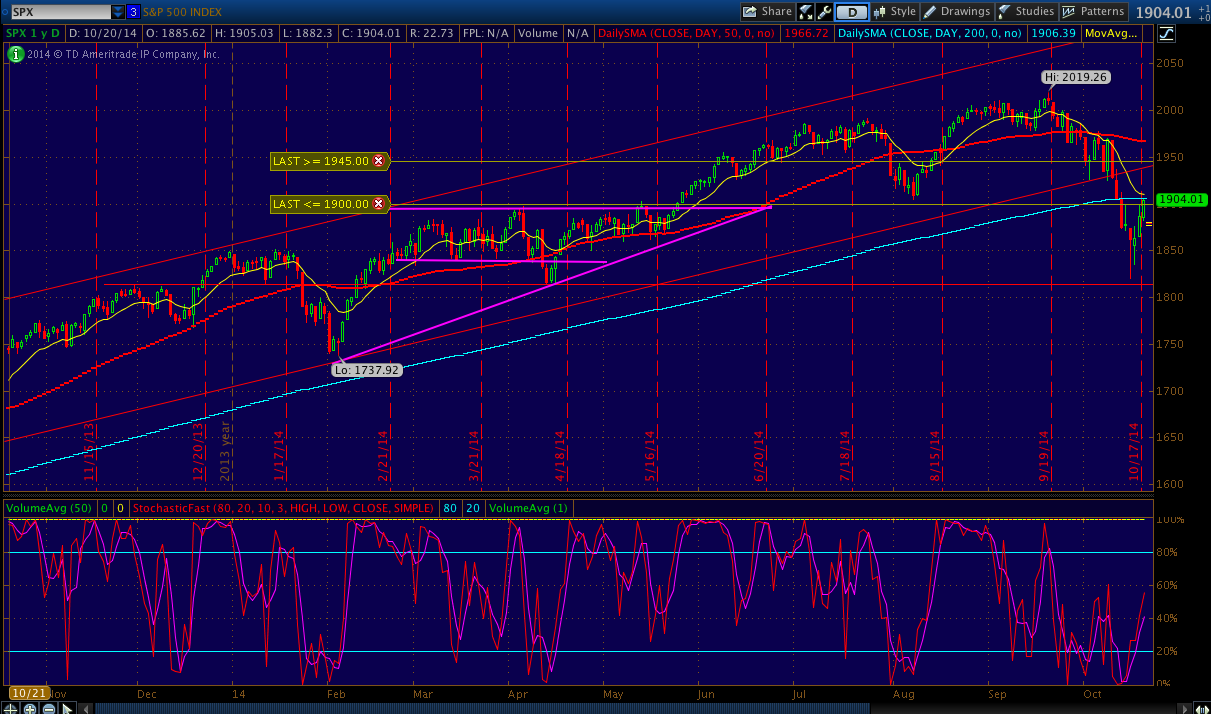 SPX 3 S&P 500 INDEX Share D Style Drawings Studies Patterns 1904.01
SPX 1 y D D: 10/20/14 O: 1885.62 H: 1905.03 L: 1882.3 C: 1904.01 R: 22.73 FPL: N/A Volume N/A DailySMA (CLOSE, DAY, 50, 0, no) 1966.72 DailySMA (CLOSE, DAY, 200, 0, no) 1906.39 MovAvg...
2014 © TD Ameritrade IP Company, Inc.
2050
Hi: 2019.26
2000
LAST >= 1945.00
1950
LAST <= 1900.00
1904.01
1850
1800
1750
Lo: 1737.92
1700
1650
1600
11/15/13
12/20/13
2013 year
1/17/14
2/21/14
3/21/14
4/18/14
5/16/14
6/20/14
7/18/14
8/15/14
9/19/14
10/17/14
VolumeAvg (50) 0 0 StochasticFast (80, 20, 10, 3, HIGH, LOW, CLOSE, SIMPLE) 80 20 VolumeAvg (1)
100%
80%
60%
40%
20%
0%
10/21 Nov Dec 14 Feb Mar Apr May Jun Jul Aug Sep Oct